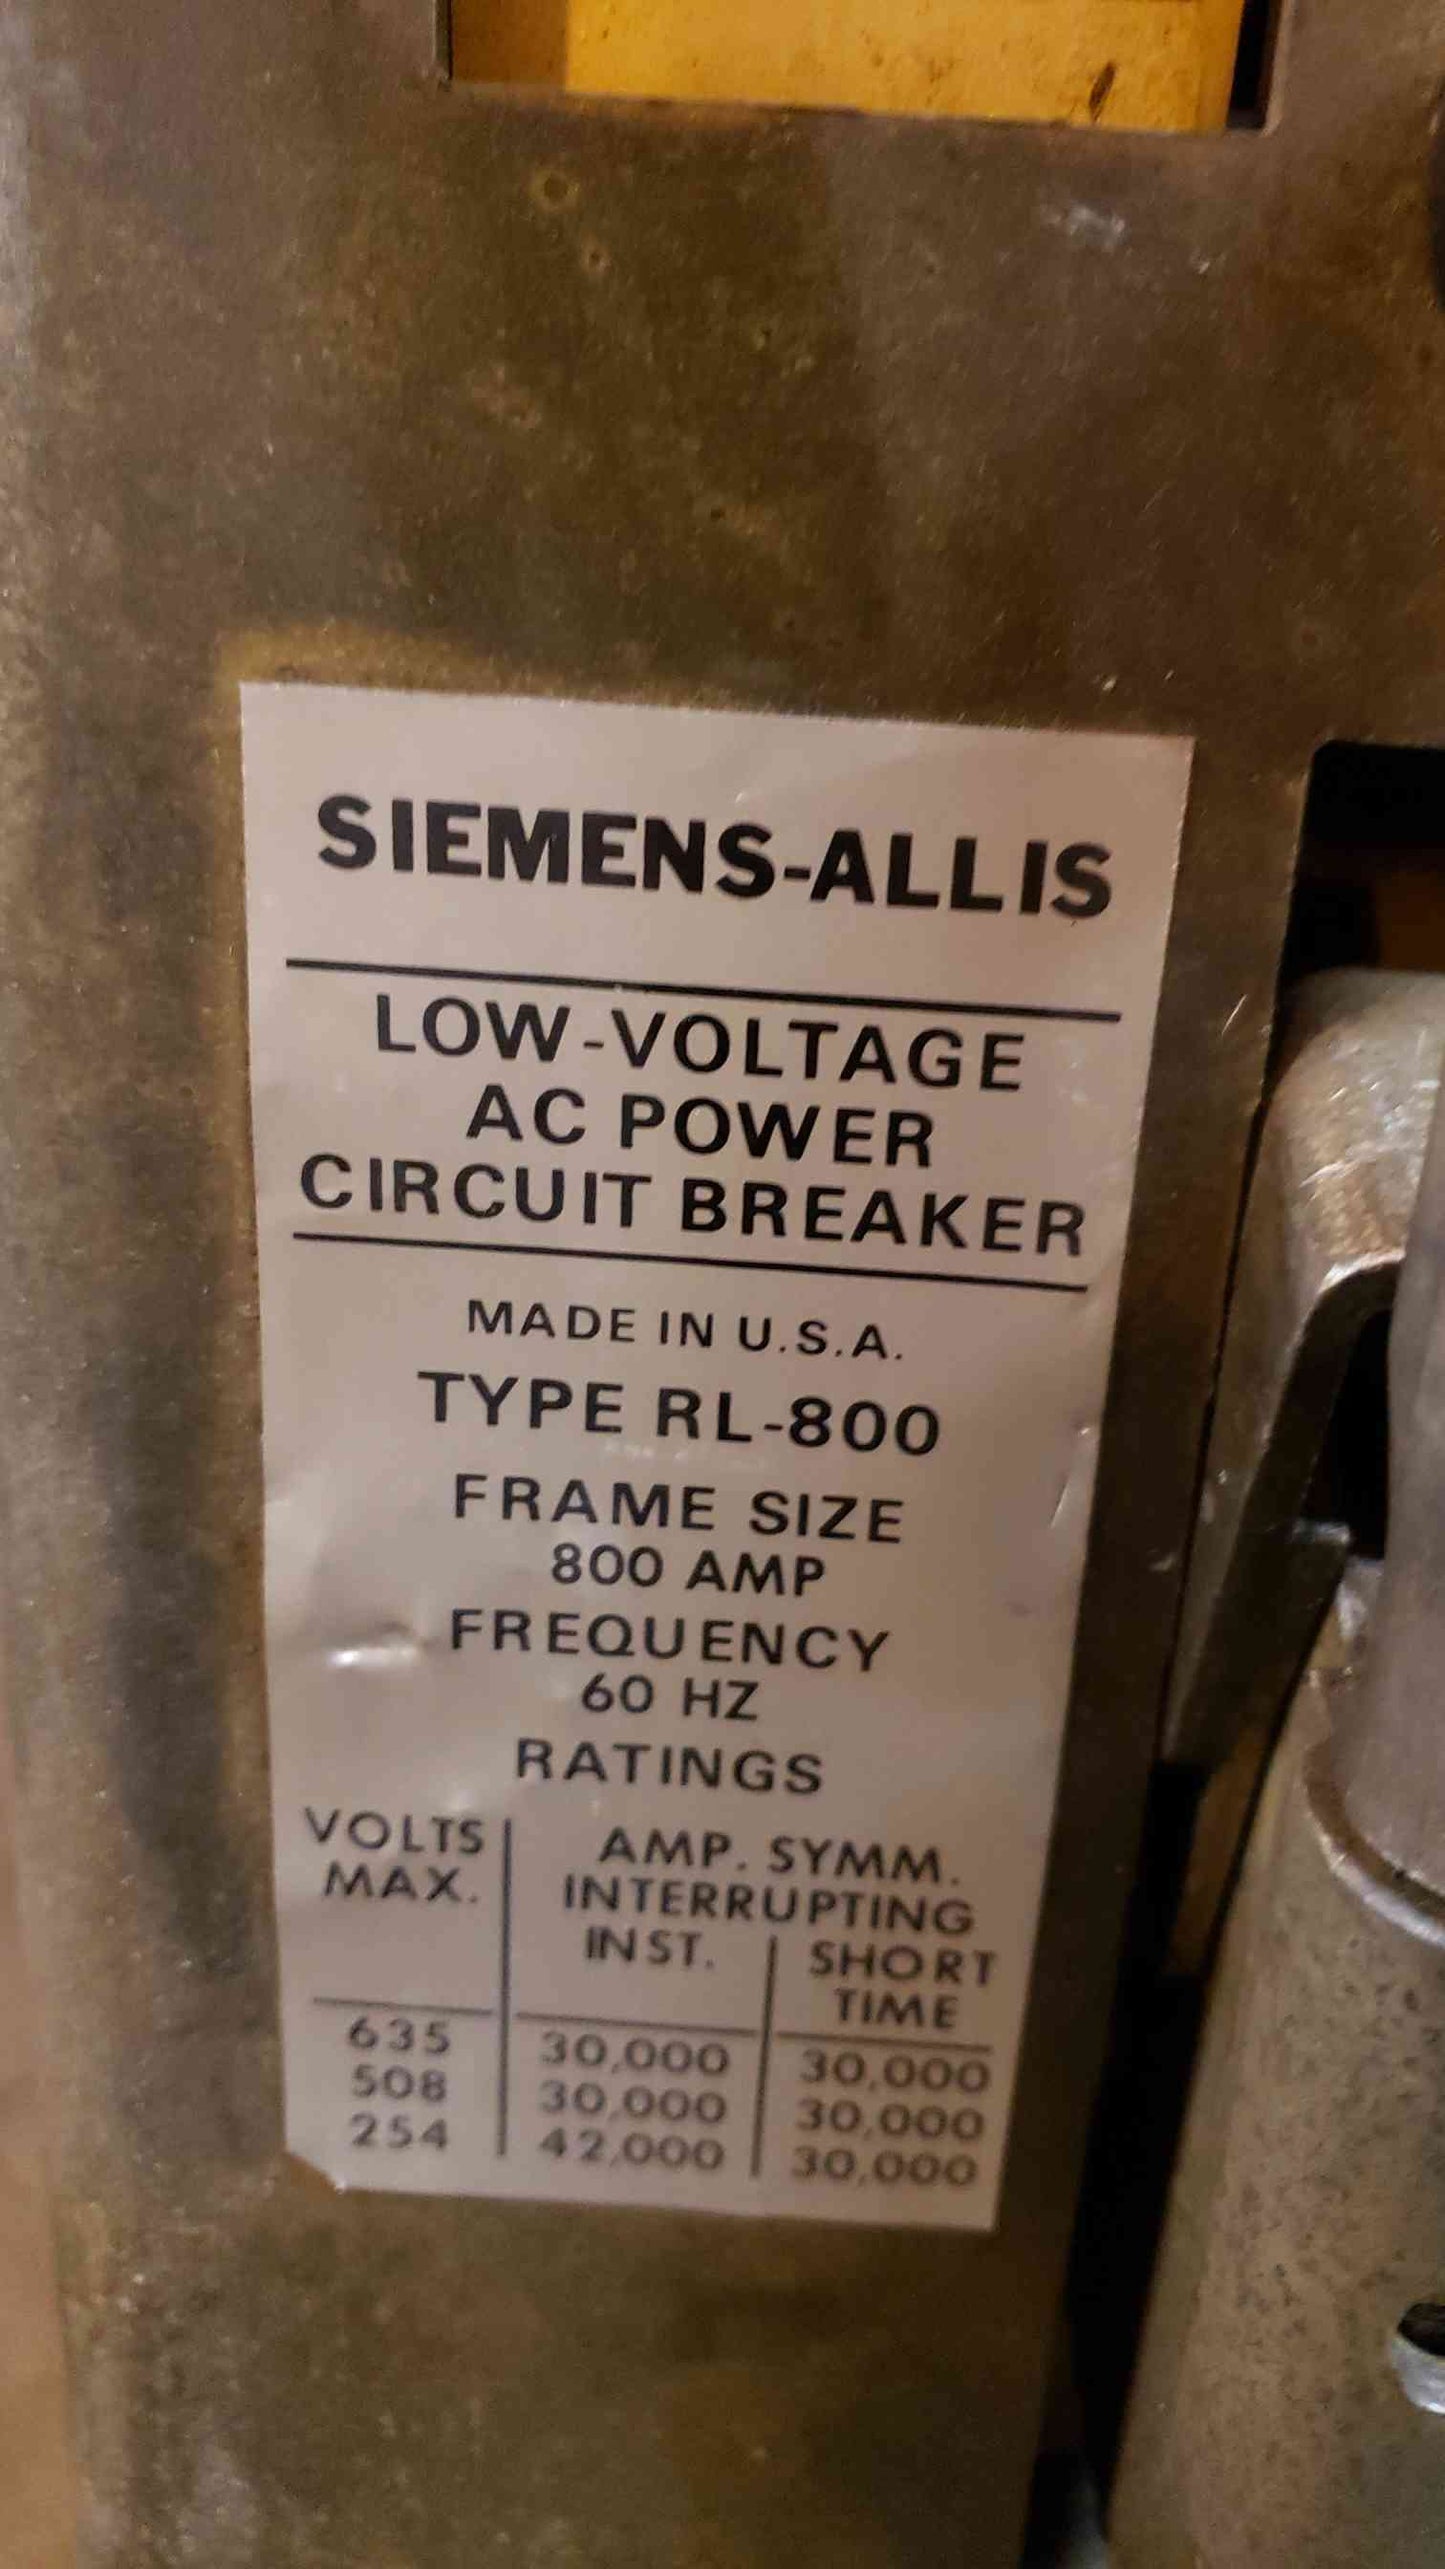 SIEMENS-ALLIS
LOW-VOLTAGE
AC POWER
CIRCUIT BREAKER
MADE IN U.S.A.
TYPE RL-800
FRAME SIZE
800 AMP
FREQUENCY
60 HZ
RATINGS
VOLTS AMP. SYMM.
MAX. INTERRUPTING
INST. SHORT
TIME
635 30,000 30,000
508 30,000 30,000
254 42,000 30,000